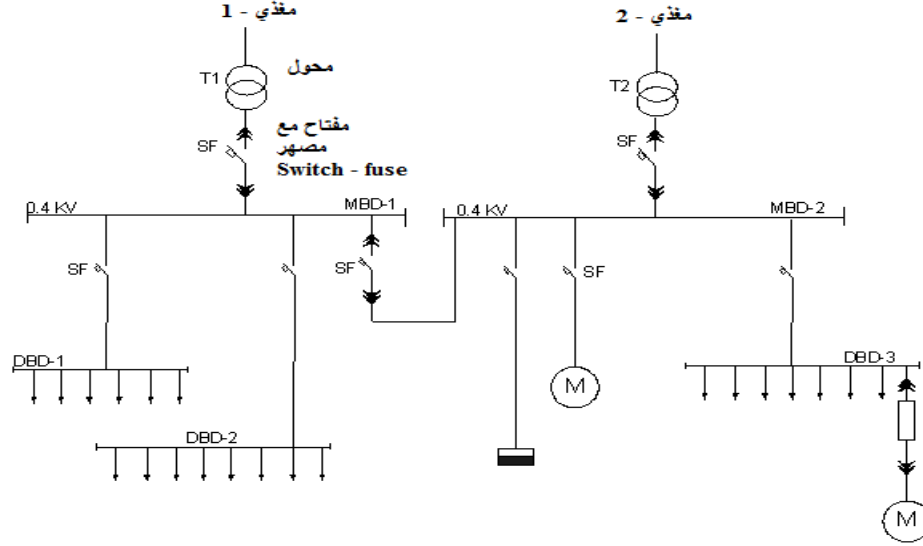 مغذي - 1
مغذي - 2
T1
محول
T2
مفتاح مع
مصهر
Switch - fuse
SF
SF
0.4 KV
MBD-1
0.4 KV
MBD-2
SF
SF
SF
DBD-1
DBD-3
M
DBD-2
M